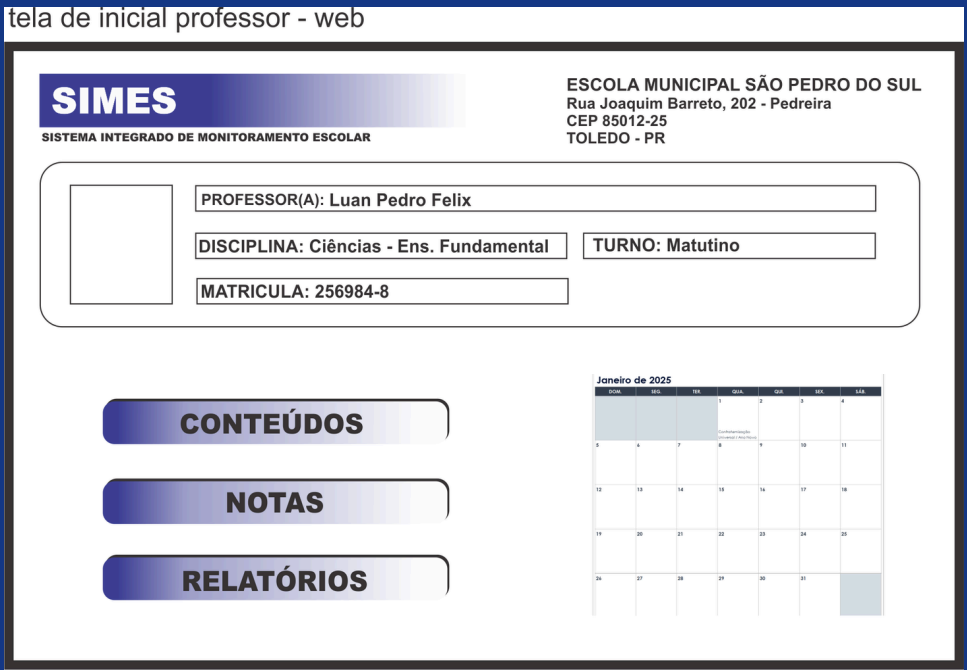 tela de inicial professor - web
SIMES
SISTEMA INTEGRADO DE MONITORAMENTO ESCOLAR
ESCOLA MUNICIPAL SÃO PEDRO DO SUL
Rua Joaquim Barreto, 202 - Pedreira
CEP 85012-25
TOLEDO - PR
PROFESSOR(A): Luan Pedro Felix
DISCIPLINA: Ciências - Ens. Fundamental
TURNO: Matutino
MATRICULA: 256984-8
CONTEÚDOS
NOTAS
RELATÓRIOS
Janeiro de 2025
DOM. SEG. TER. QUA. QUI. SEX. SÁB.
1 2 3 4
Confraternização
Universal / Ano Novo
5 6 7 8 9 10 11
12 13 14 15 16 17 18
19 20 21 22 23 24 25
26 27 28 29 30 31